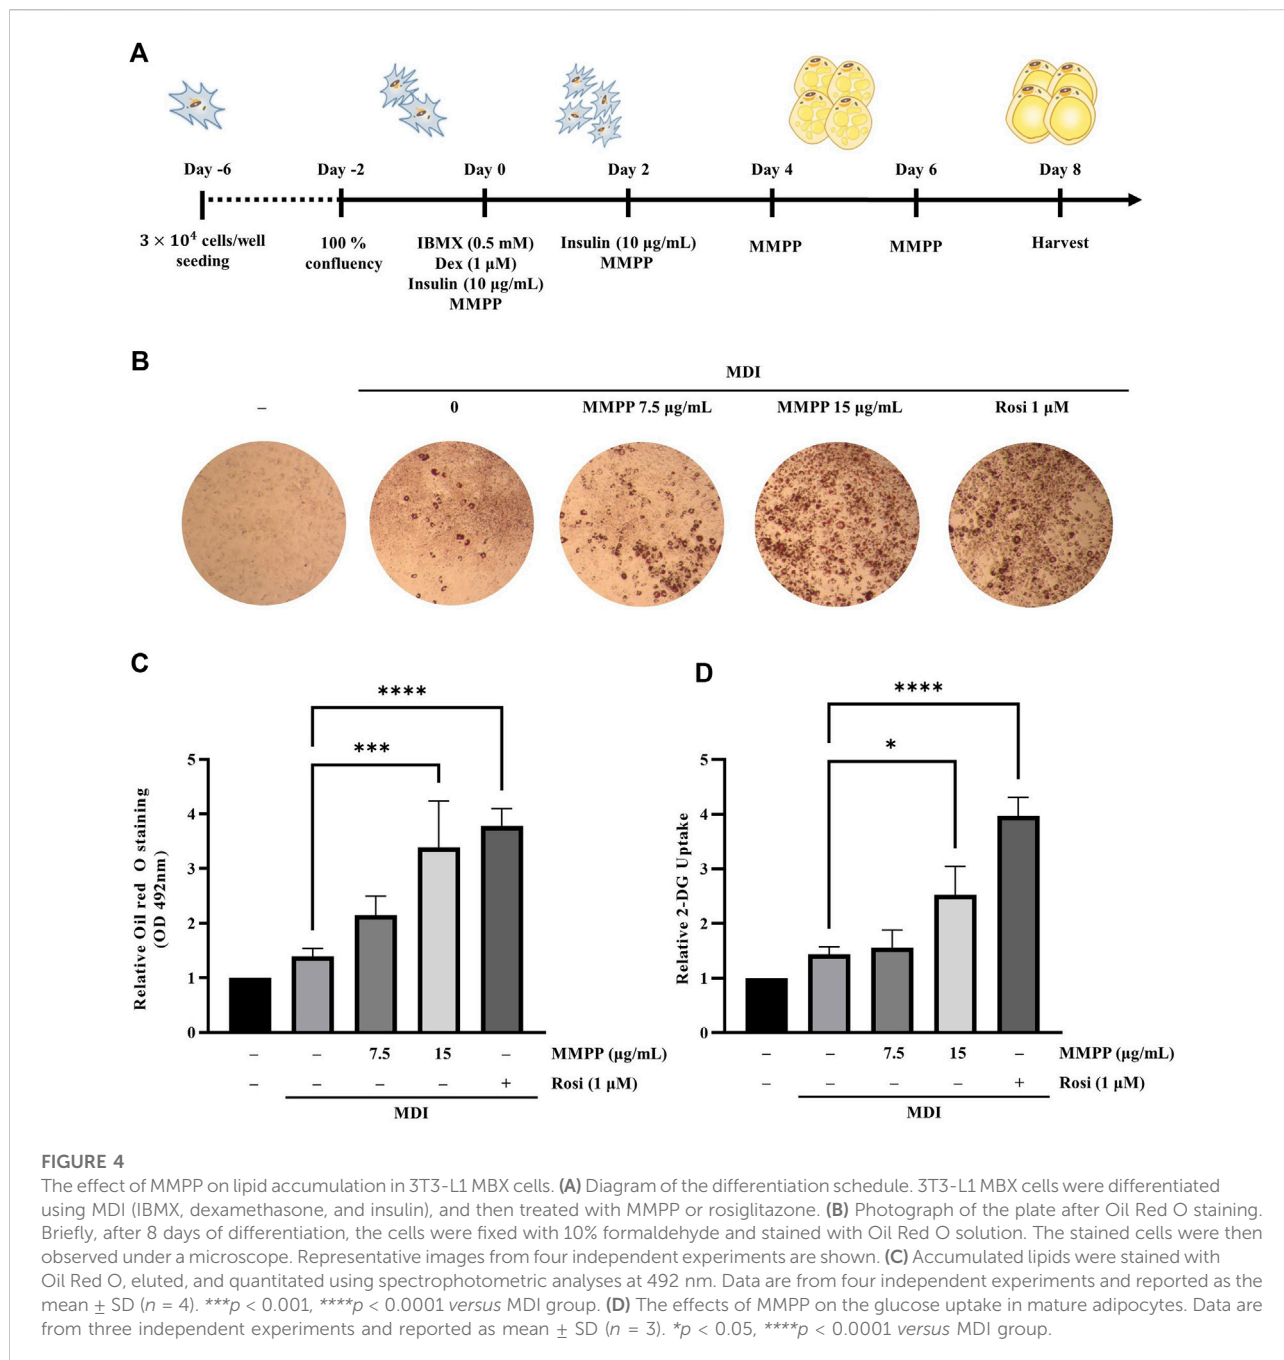 A
Day -6
Day -2
Day 0
Day 2
Day 4
Day 6
Day 8
3 × 10⁴ cells/well
seeding
100 %
confluency
IBMX (0.5 mM)
Dex (1 µM)
Insulin (10 µg/mL)
MMPP
Insulin (10 µg/mL)
MMPP
MMPP
MMPP
Harvest
B
MDI
–
0
MMPP 7.5 µg/mL
MMPP 15 µg/mL
Rosi 1 µM
C
****
***
Relative Oil red O staining
(OD 492nm)
5
4
3
2
1
0
– – 7.5 15 – MMPP (µg/mL)
– – – – + Rosi (1 µM)
MDI
D
****
*
Relative 2-DG Uptake
5
4
3
2
1
0
– – 7.5 15 – MMPP (µg/mL)
– – – – + Rosi (1 µM)
MDI
FIGURE 4
The effect of MMPP on lipid accumulation in 3T3-L1 MBX cells. (A) Diagram of the differentiation schedule. 3T3-L1 MBX cells were differentiated
using MDI (IBMX, dexamethasone, and insulin), and then treated with MMPP or rosiglitazone. (B) Photograph of the plate after Oil Red O staining.
Briefly, after 8 days of differentiation, the cells were fixed with 10% formaldehyde and stained with Oil Red O solution. The stained cells were then
observed under a microscope. Representative images from four independent experiments are shown. (C) Accumulated lipids were stained with
Oil Red O, eluted, and quantitated using spectrophotometric analyses at 492 nm. Data are from four independent experiments and reported as the
mean ± SD (n = 4). ***p < 0.001, ****p < 0.0001 versus MDI group. (D) The effects of MMPP on the glucose uptake in mature adipocytes. Data are
from three independent experiments and reported as mean ± SD (n = 3). *p < 0.05, ****p < 0.0001 versus MDI group.